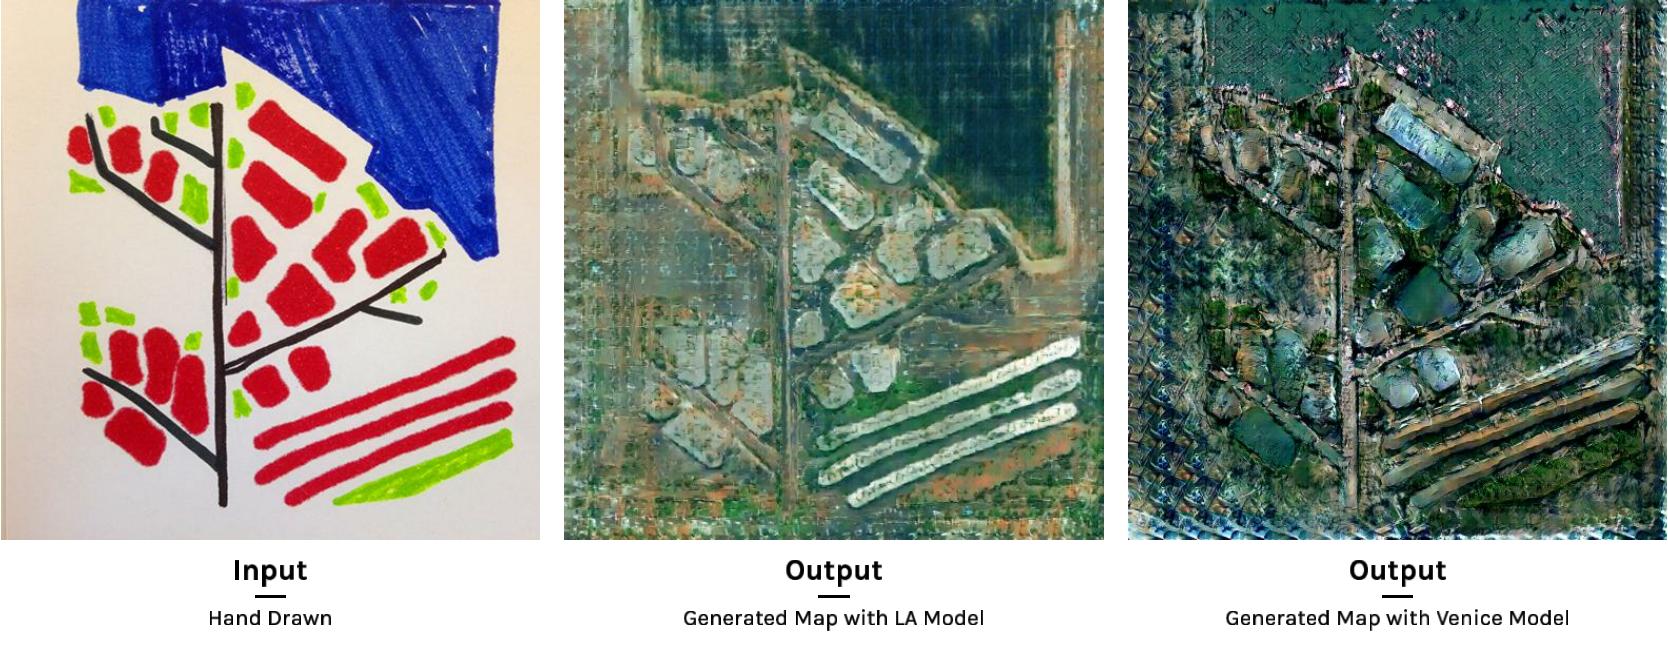 Input
Hand Drawn
Output
Generated Map with LA Model
Output
Generated Map with Venice Model